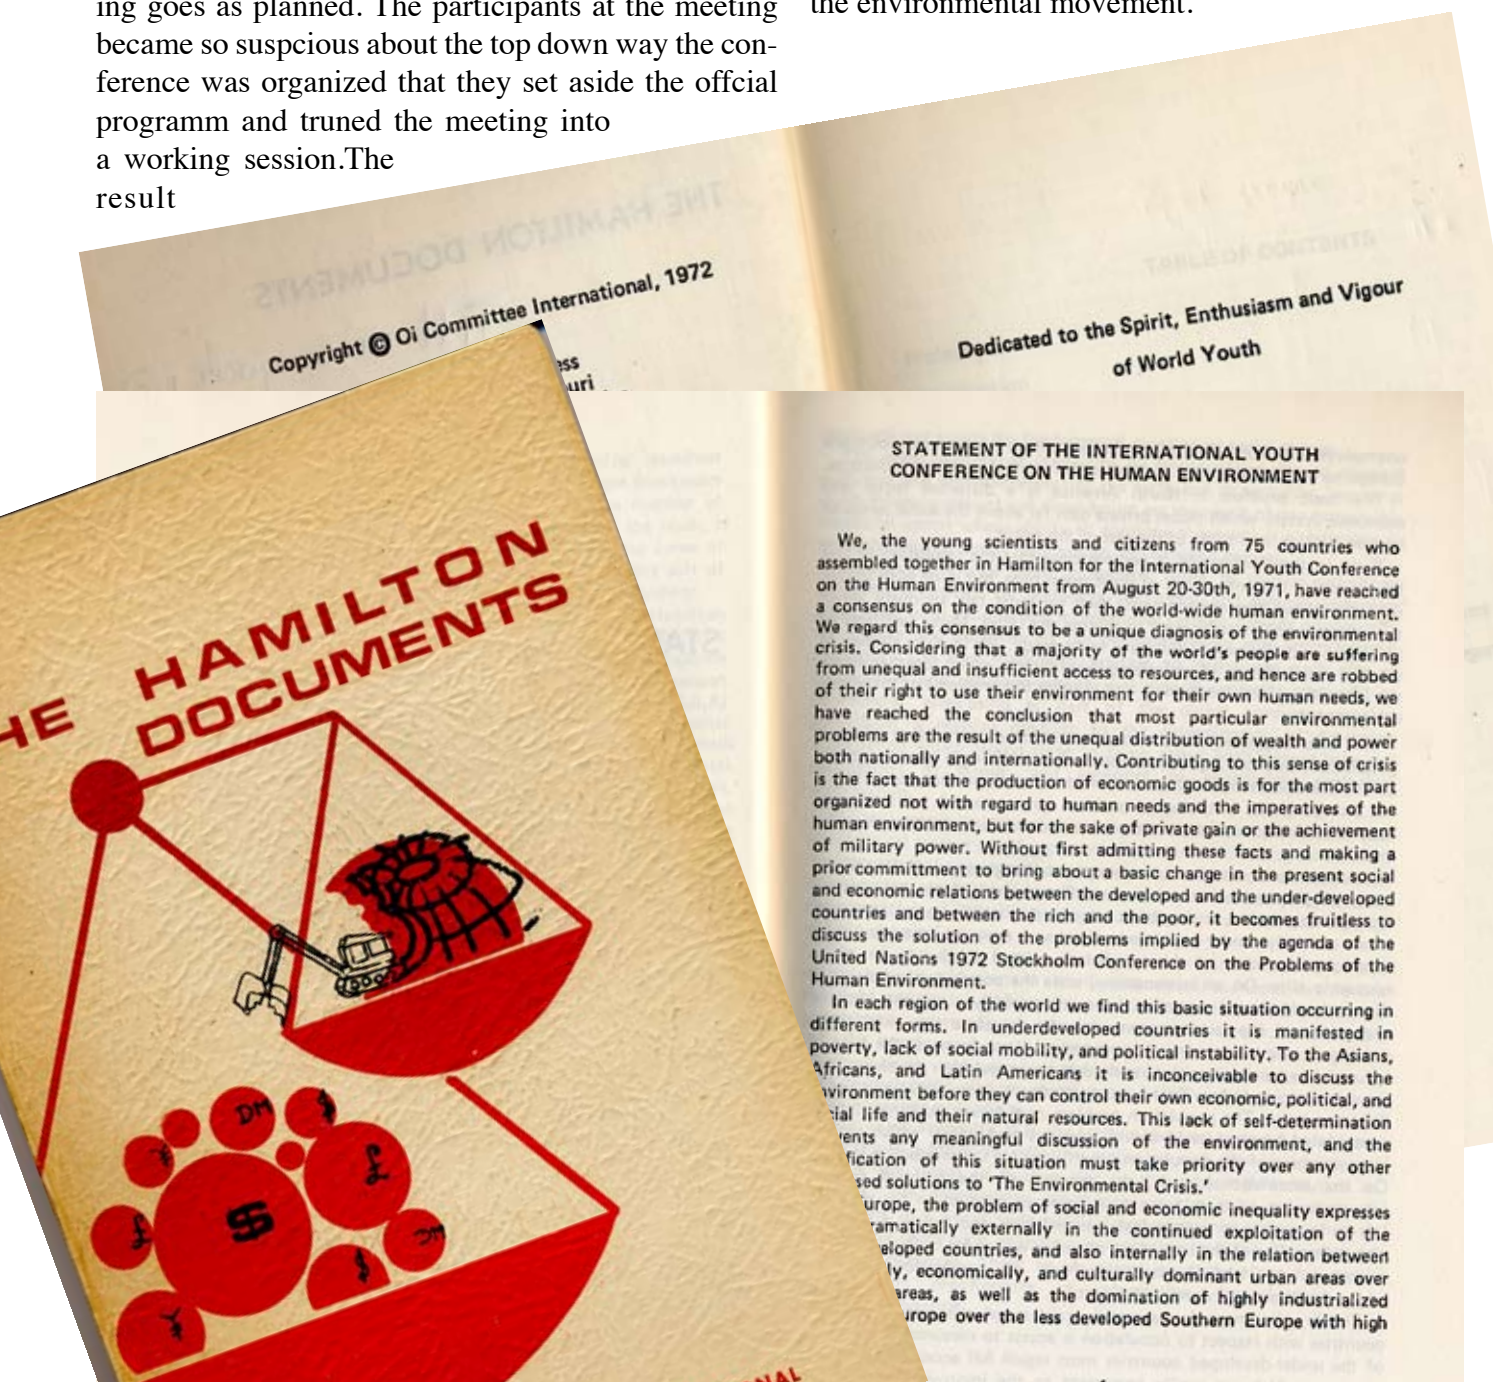 ing goes as planned. The participants at the meeting
became so suspcious about the top down way the con-
ference was organized that they set aside the offcial
programm and truned the meeting into
a working session.The
result
the environmental movement.
THE HAMILTON DOCUMENTS
Copyright © Oi Committee International, 1972
ess
uri
Dedicated to the Spirit, Enthusiasm and Vigour
of World Youth
HE HAMILTON
DOCUMENTS
DM
$
¥
£
£
$
DM
$
¥
NAL
STATEMENT OF THE INTERNATIONAL YOUTH
CONFERENCE ON THE HUMAN ENVIRONMENT
We, the young scientists and citizens from 75 countries who
assembled together in Hamilton for the International Youth Conference
on the Human Environment from August 20-30th, 1971, have reached
a consensus on the condition of the world-wide human environment.
We regard this consensus to be a unique diagnosis of the environmental
crisis. Considering that a majority of the world's people are suffering
from unequal and insufficient access to resources, and hence are robbed
of their right to use their environment for their own human needs, we
have reached the conclusion that most particular environmental
problems are the result of the unequal distribution of wealth and power
both nationally and internationally. Contributing to this sense of crisis
is the fact that the production of economic goods is for the most part
organized not with regard to human needs and the imperatives of the
human environment, but for the sake of private gain or the achievement
of military power. Without first admitting these facts and making a
prior committment to bring about a basic change in the present social
and economic relations between the developed and the under-developed
countries and between the rich and the poor, it becomes fruitless to
discuss the solution of the problems implied by the agenda of the
United Nations 1972 Stockholm Conference on the Problems of the
Human Environment.
In each region of the world we find this basic situation occurring in
different forms. In underdeveloped countries it is manifested in
poverty, lack of social mobility, and political instability. To the Asians,
Africans, and Latin Americans it is inconceivable to discuss the
vironment before they can control their own economic, political, and
cial life and their natural resources. This lack of self-determination
ents any meaningful discussion of the environment, and the
fication of this situation must take priority over any other
sed solutions to 'The Environmental Crisis.'
urope, the problem of social and economic inequality expresses
ramatically externally in the continued exploitation of the
eloped countries, and also internally in the relation between
ly, economically, and culturally dominant urban areas over
areas, as well as the domination of highly industrialized
urope over the less developed Southern Europe with high